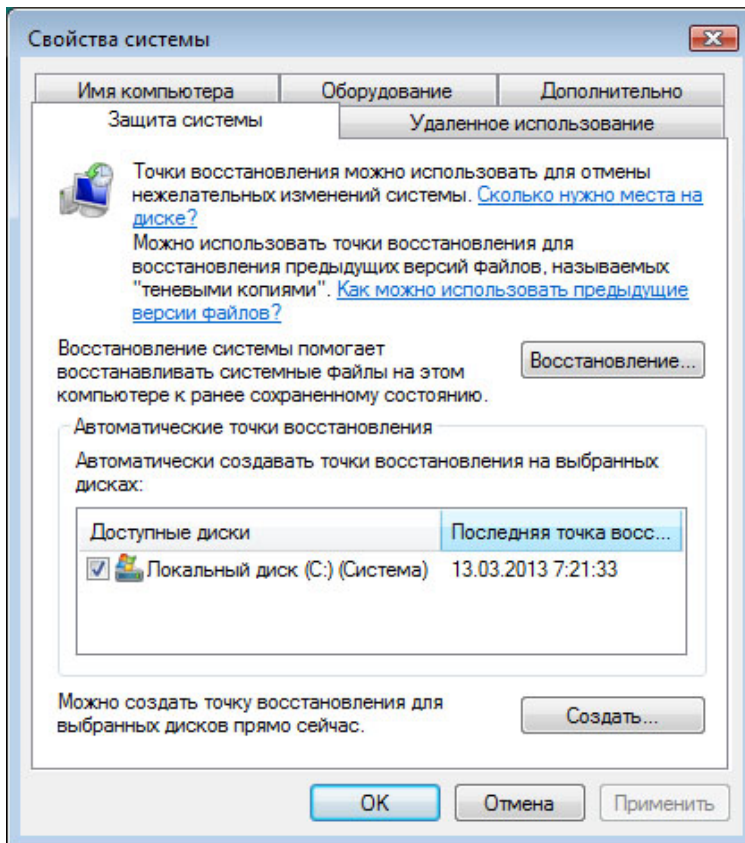 Свойства системы
Имя компьютера
Оборудование
Дополнительно
Защита системы
Удаленное использование
Точки восстановления можно использовать для отмены
нежелательных изменений системы. Сколько нужно места на
диске?
Можно использовать точки восстановления для
восстановления предыдущих версий файлов, называемых
"теневыми копиями". Как можно использовать предыдущие
версии файлов?
Восстановление системы помогает
восстанавливать системные файлы на этом
компьютере к ранее сохраненному состоянию.
Восстановление...
Автоматические точки восстановления
Автоматически создавать точки восстановления на выбранных
дисках:
Доступные диски
Последняя точка восс...
Локальный диск (C:) (Система)
13.03.2013 7:21:33
Можно создать точку восстановления для
выбранных дисков прямо сейчас.
Создать...
OK
Отмена
Применить